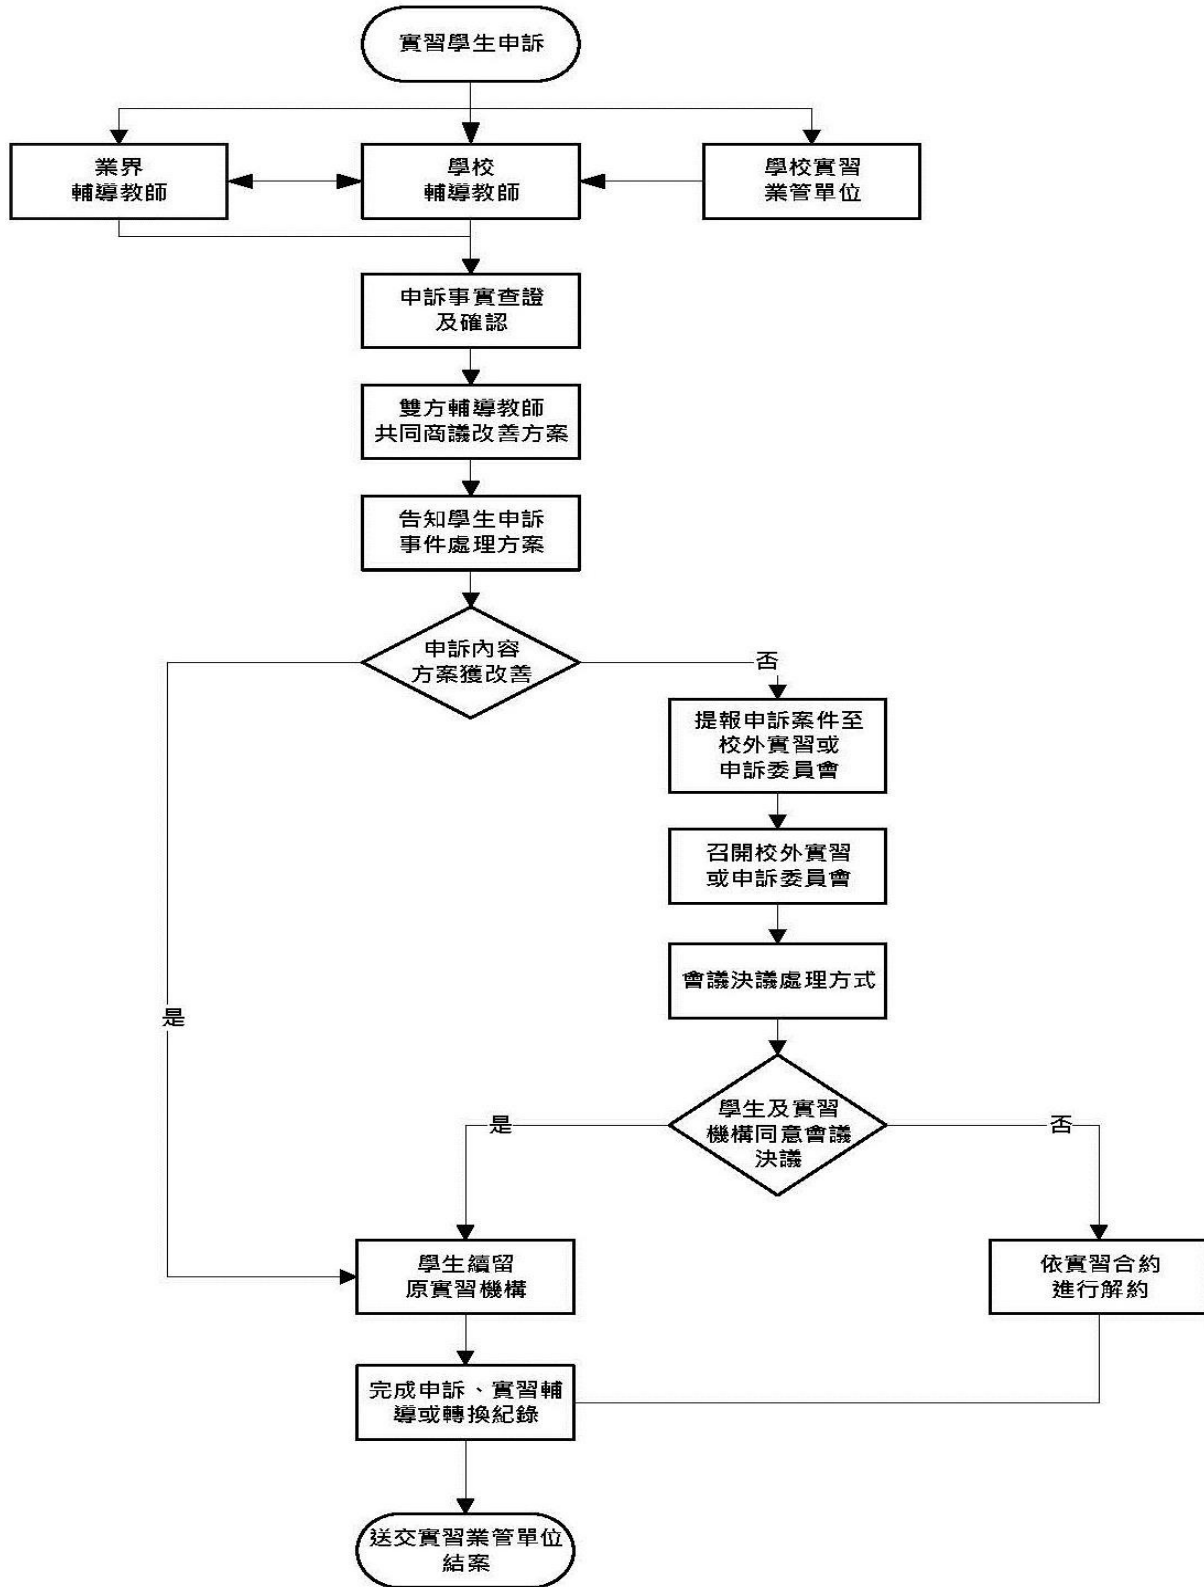 實習學生申訴
業界
輔導教師
學校
輔導教師
學校實習
業管單位
申訴事實查證
及確認
雙方輔導教師
共同商議改善方案
告知學生申訴
事件處理方案
申訴內容
方案獲改善
否
提報申訴案件至
校外實習或
申訴委員會
召開校外實習
或申訴委員會
會議決議處理方式
是
學生及實習
機構同意會議
決議
是
否
學生續留
原實習機構
依實習合約
進行解約
完成申訴、實習輔
導或轉換紀錄
送交實習業管單位
結案